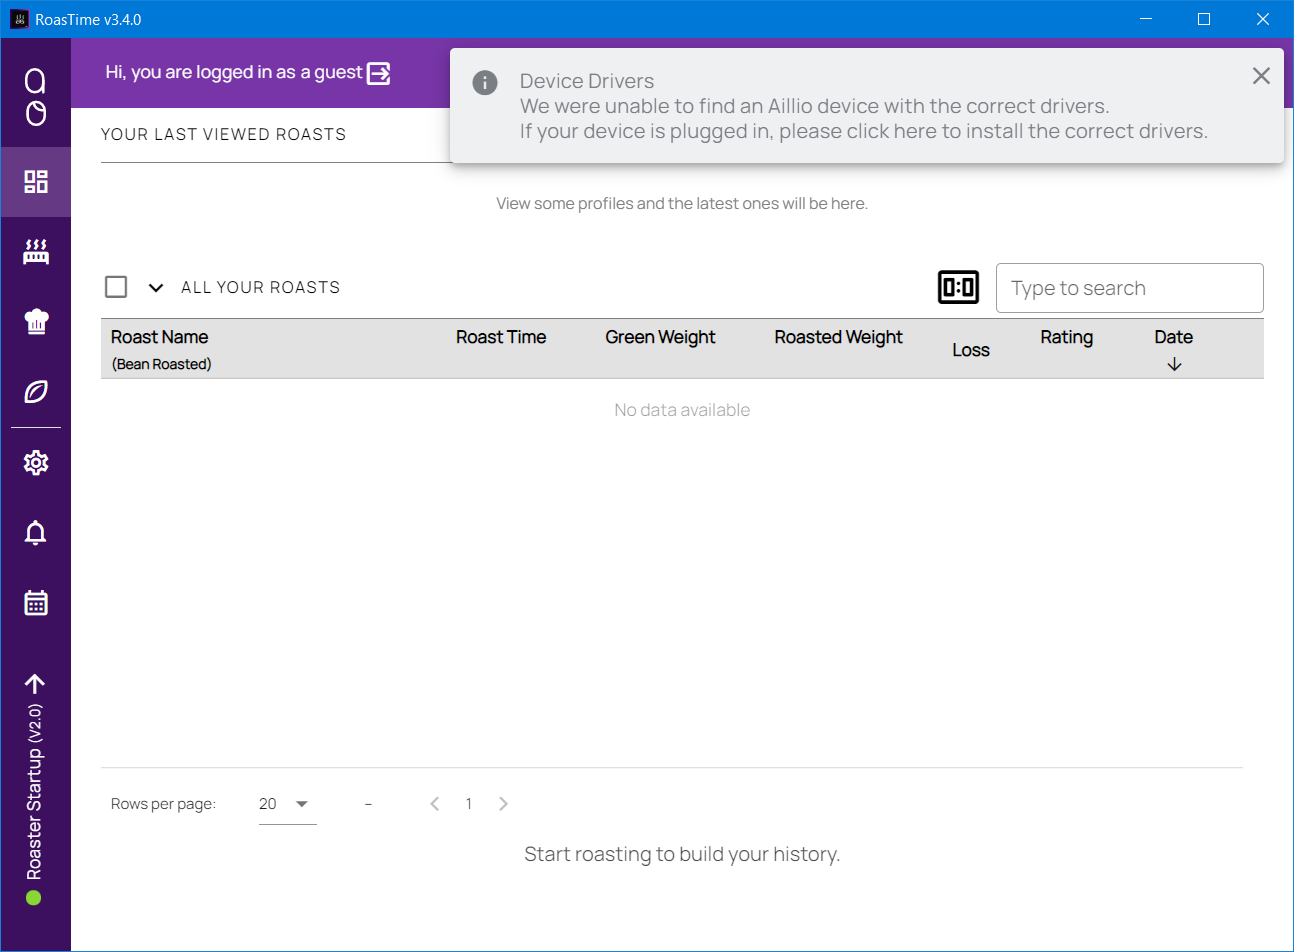 RoasTime v3.4.0
Hi, you are logged in as a guest
Device Drivers
We were unable to find an Aillio device with the correct drivers.
If your device is plugged in, please click here to install the correct drivers.
YOUR LAST VIEWED ROASTS
View some profiles and the latest ones will be here.
ALL YOUR ROASTS
0:0
Type to search
Roast Name
(Bean Roasted)
Roast Time
Green Weight
Roasted Weight
Loss
Rating
Date
No data available
Rows per page:
20
–
1
Start roasting to build your history.
Roaster Startup (V2.0)